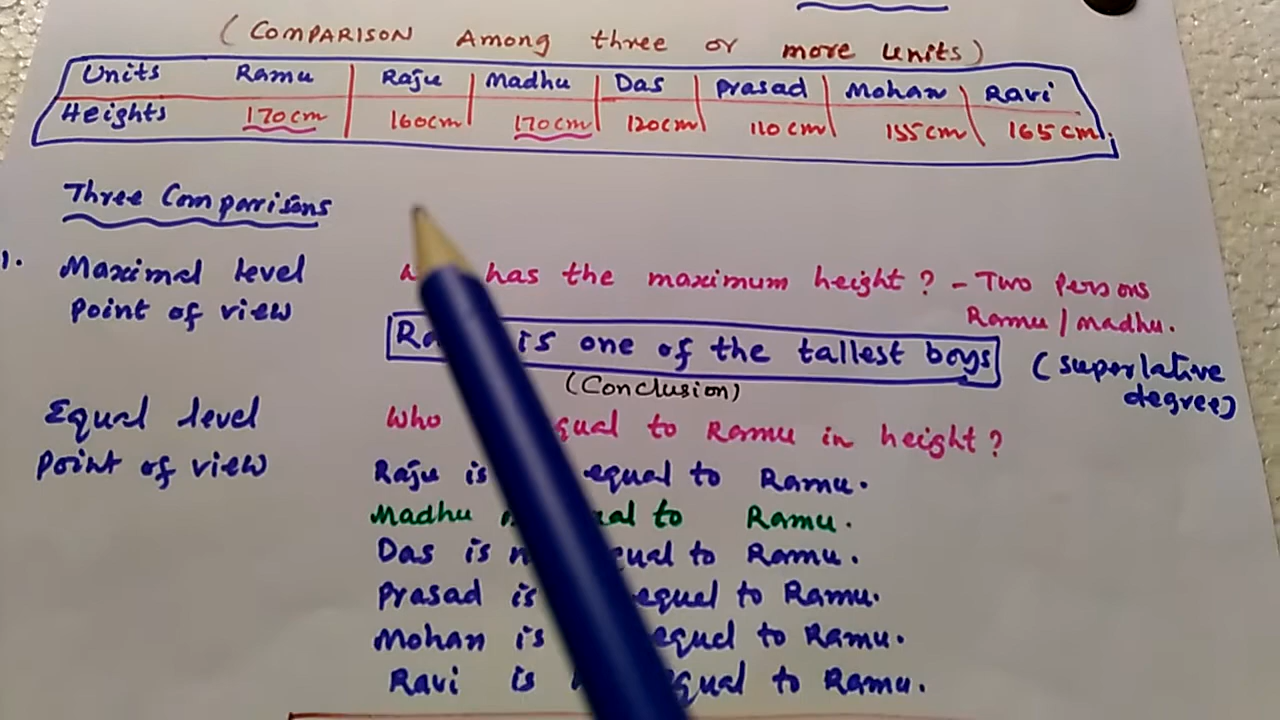 (COMPARISON Among three or more units)
Units Ramu Raju Madhu Das Prasad Mohan Ravi
Heights 170cm 160cm 170cm 120cm 110cm 155cm 165cm
Three Comparisons
1. Maximal level has the maximum height? - Two persons
Point of view Ramu/madhu.
is one of the tallest boys (superlative
(Conclusion) degree)
Equal level Who equal to Ramu in height?
Point of view
Raju is equal to Ramu.
Madhu to Ramu.
Das is equal to Ramu.
Prasad is equal to Ramu.
Mohan is equal to Ramu.
Ravi is equal to Ramu.